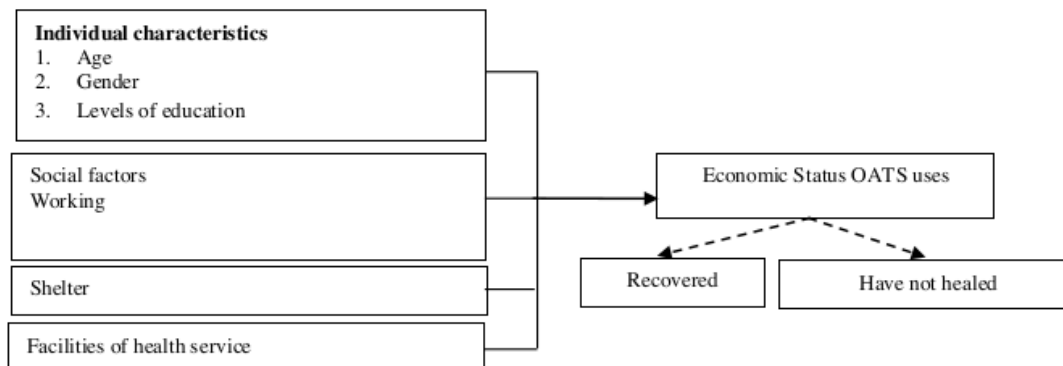 Individual characteristics
1. Age
2. Gender
3. Levels of education
Social factors
Working
Shelter
Facilities of health service
Economic Status OATS uses
Recovered
Have not healed